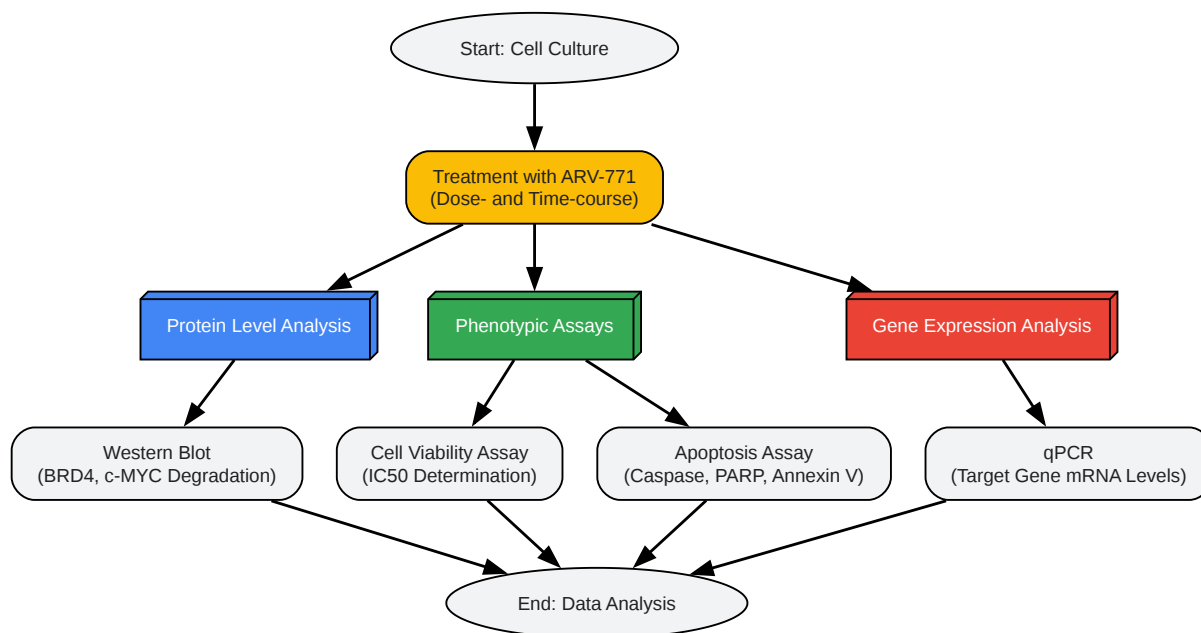 Start: Cell Culture
Treatment with ARV-771
(Dose- and Time-course)
Protein Level Analysis
Phenotypic Assays
Gene Expression Analysis
Western Blot
(BRD4, c-MYC Degradation)
Cell Viability Assay
(IC50 Determination)
Apoptosis Assay
(Caspase, PARP, Annexin V)
qPCR
(Target Gene mRNA Levels)
End: Data Analysis